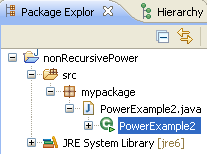 Package Explor
Hierarchy
nonRecursivePower
src
mypackage
PowerExample2.java
PowerExample2
JRE System Library [jre6]